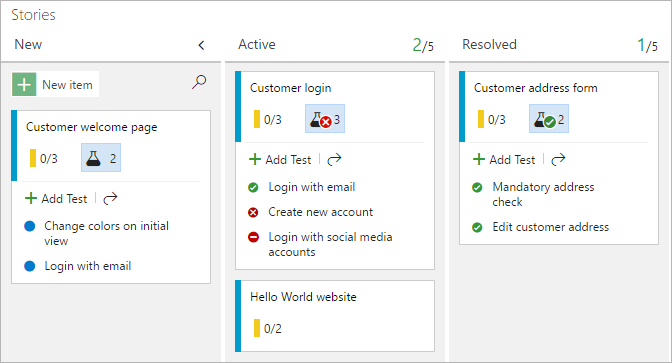 Stories
New
New item
Customer welcome page
0/3
2
Add Test
Change colors on initial
view
Login with email
Active
2/5
Customer login
0/3
3
Add Test
Login with email
Create new account
Login with social media
accounts
Hello World website
0/2
Resolved
1/5
Customer address form
0/3
2
Add Test
Mandatory address
check
Edit customer address